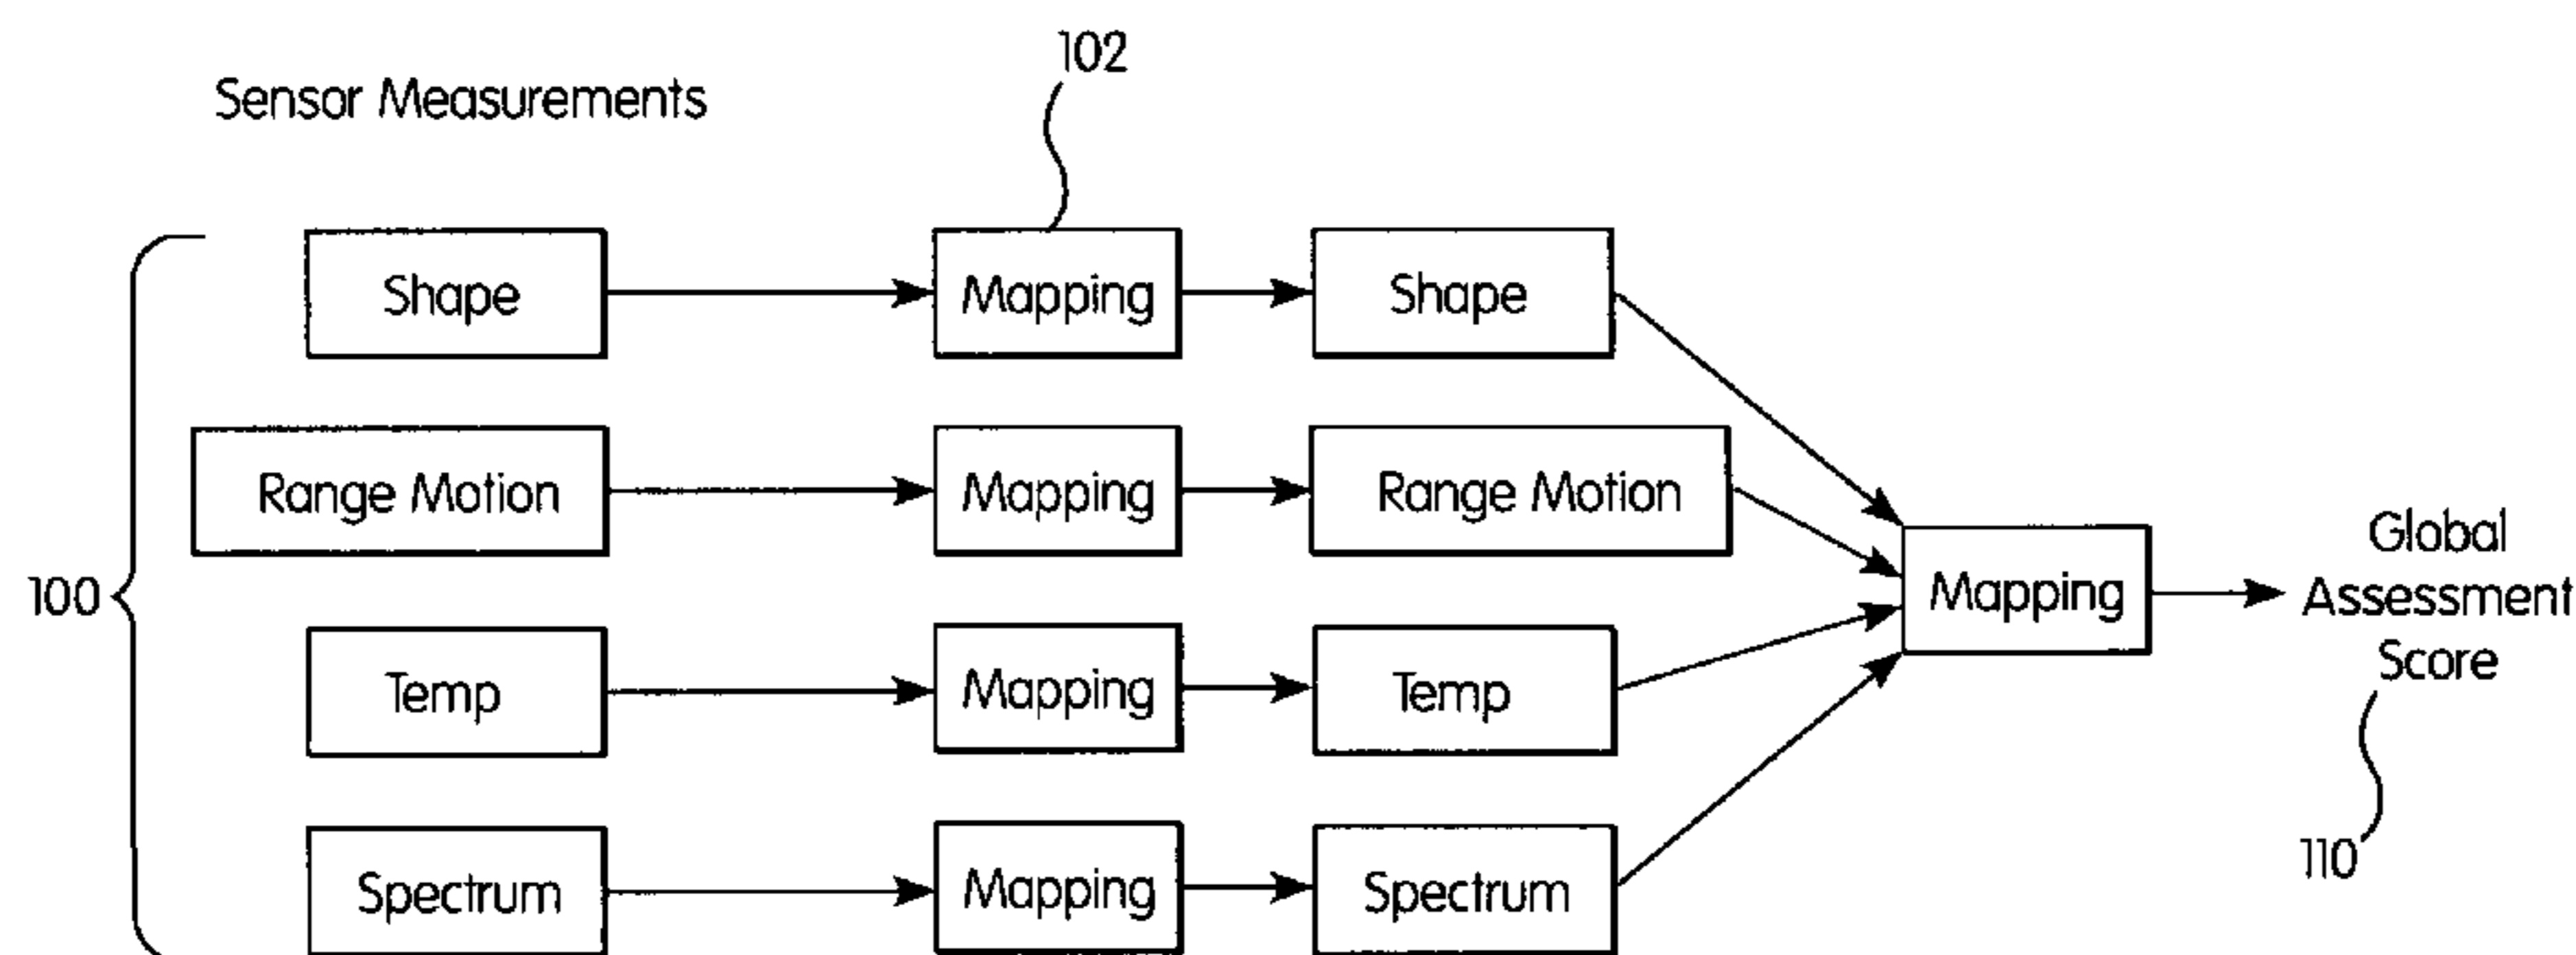 102
Sensor Measurements
Shape
Mapping
Shape
Range Motion
Mapping
Range Motion
100
Mapping
Global
Assessment
Score
Temp
Mapping
Temp
Spectrum
Mapping
Spectrum
110